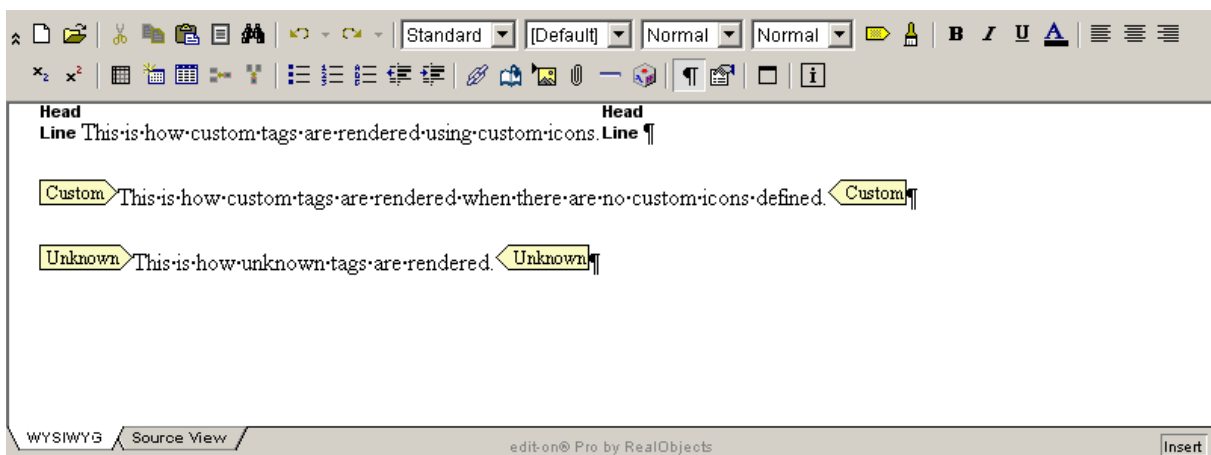 Standard [Default] Normal Normal B I U A
x₂ x²
Head Head
Line This is how custom tags are rendered using custom icons. Line ¶
Custom This is how custom tags are rendered when there are no custom icons defined. Custom ¶
Unknown This is how unknown tags are rendered. Unknown ¶
WYSIWYG Source View edit-on® Pro by RealObjects Insert